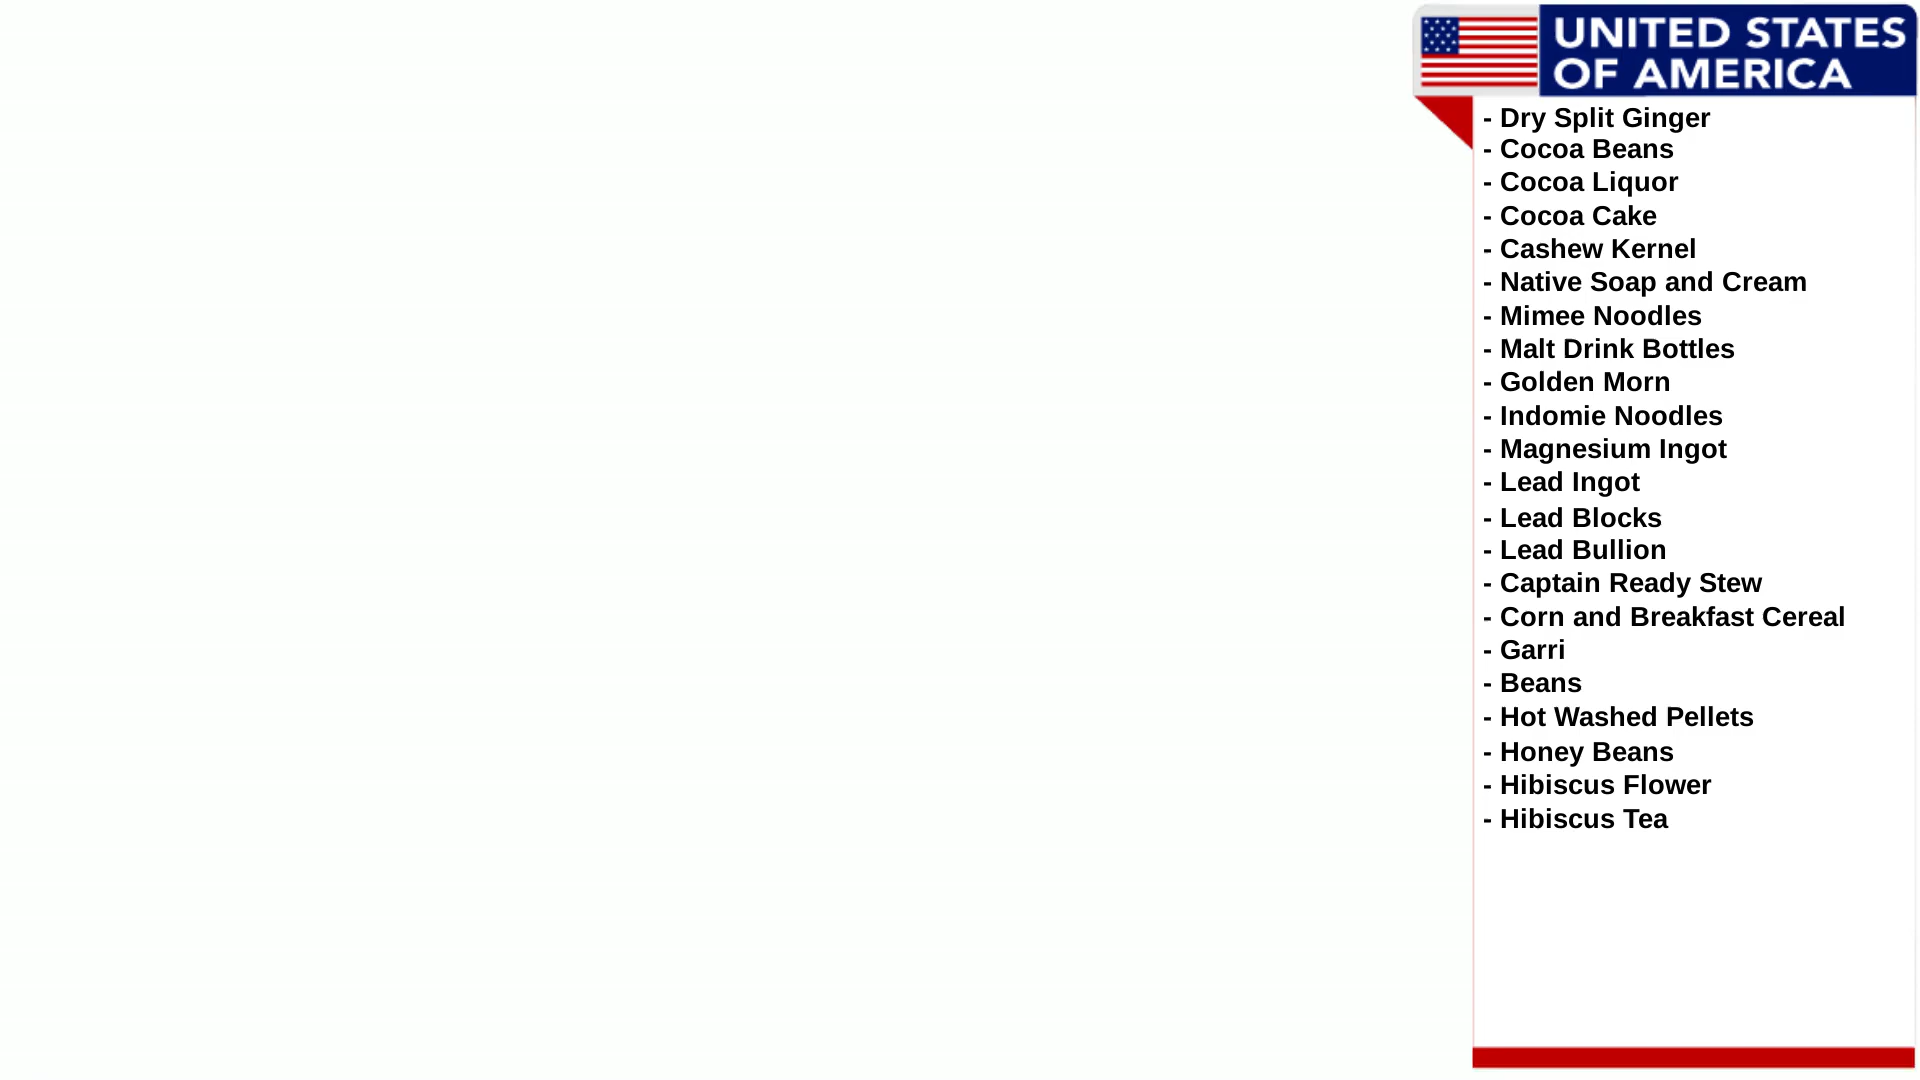 UNITED STATES
OF AMERICA
- Dry Split Ginger
- Cocoa Beans
- Cocoa Liquor
- Cocoa Cake
- Cashew Kernel
- Native Soap and Cream
- Mimee Noodles
- Malt Drink Bottles
- Golden Morn
- Indomie Noodles
- Magnesium Ingot
- Lead Ingot
- Lead Blocks
- Lead Bullion
- Captain Ready Stew
- Corn and Breakfast Cereal
- Garri
- Beans
- Hot Washed Pellets
- Honey Beans
- Hibiscus Flower
- Hibiscus Tea